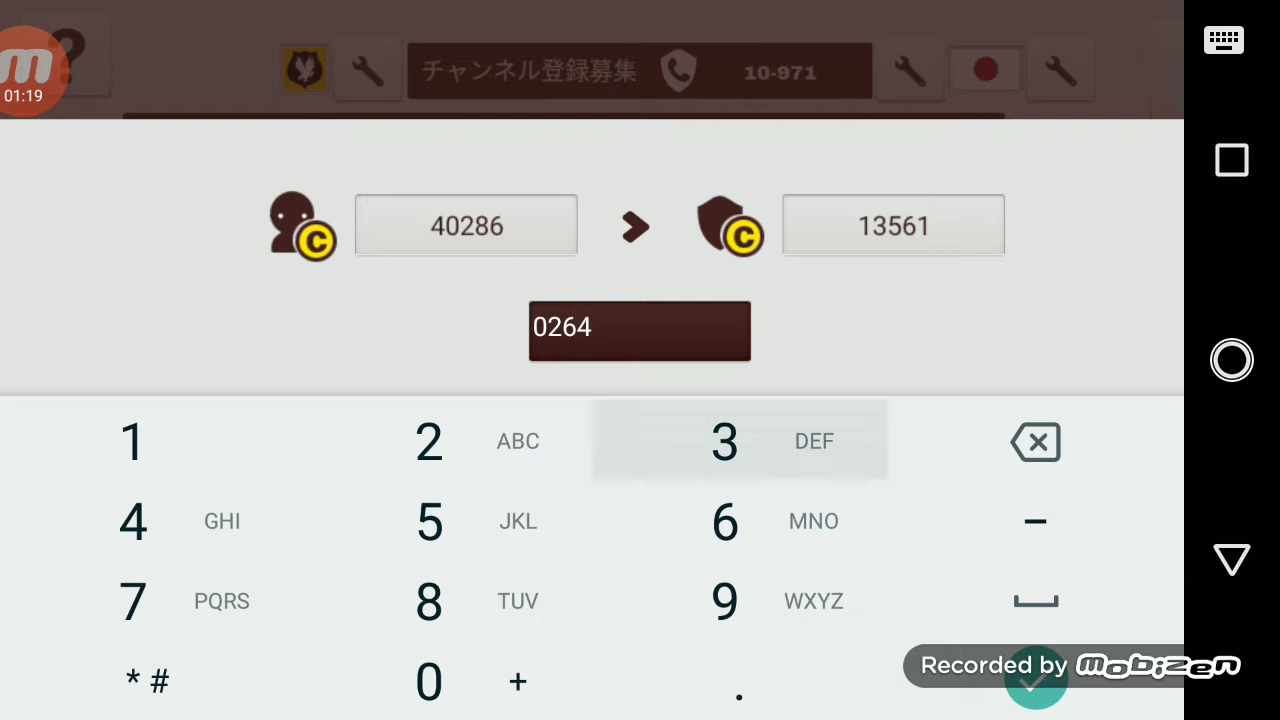 ?
01:19
チャンネル登録募集 10-971
C 40286 > C 13561
0264
1 2 ABC 3 DEF
4 GHI 5 JKL 6 MNO -
7 PQRS 8 TUV 9 WXYZ
* # 0 + .
Recorded by mobizen